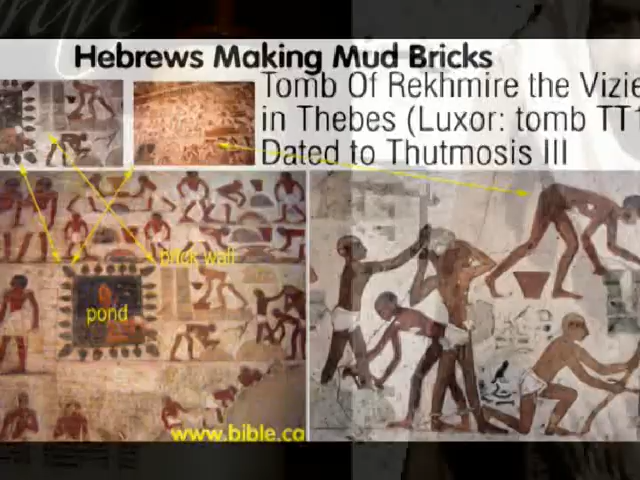 Hebrews Making Mud Bricks
Tomb Of Rekhmire the Vizie
in Thebes (Luxor: tomb TT1
Dated to Thutmosis III
brick wall
pond
www.bible.ca